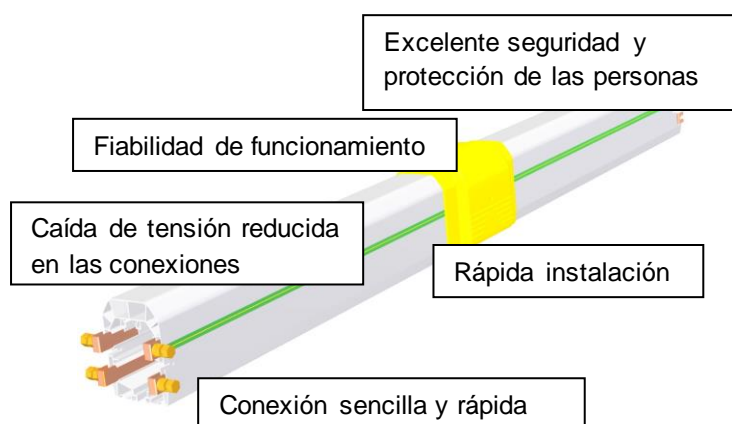 Excelente seguridad y
protección de las personas
Fiabilidad de funcionamiento
Caída de tensión reducida
en las conexiones
Rápida instalación
Conexión sencilla y rápida